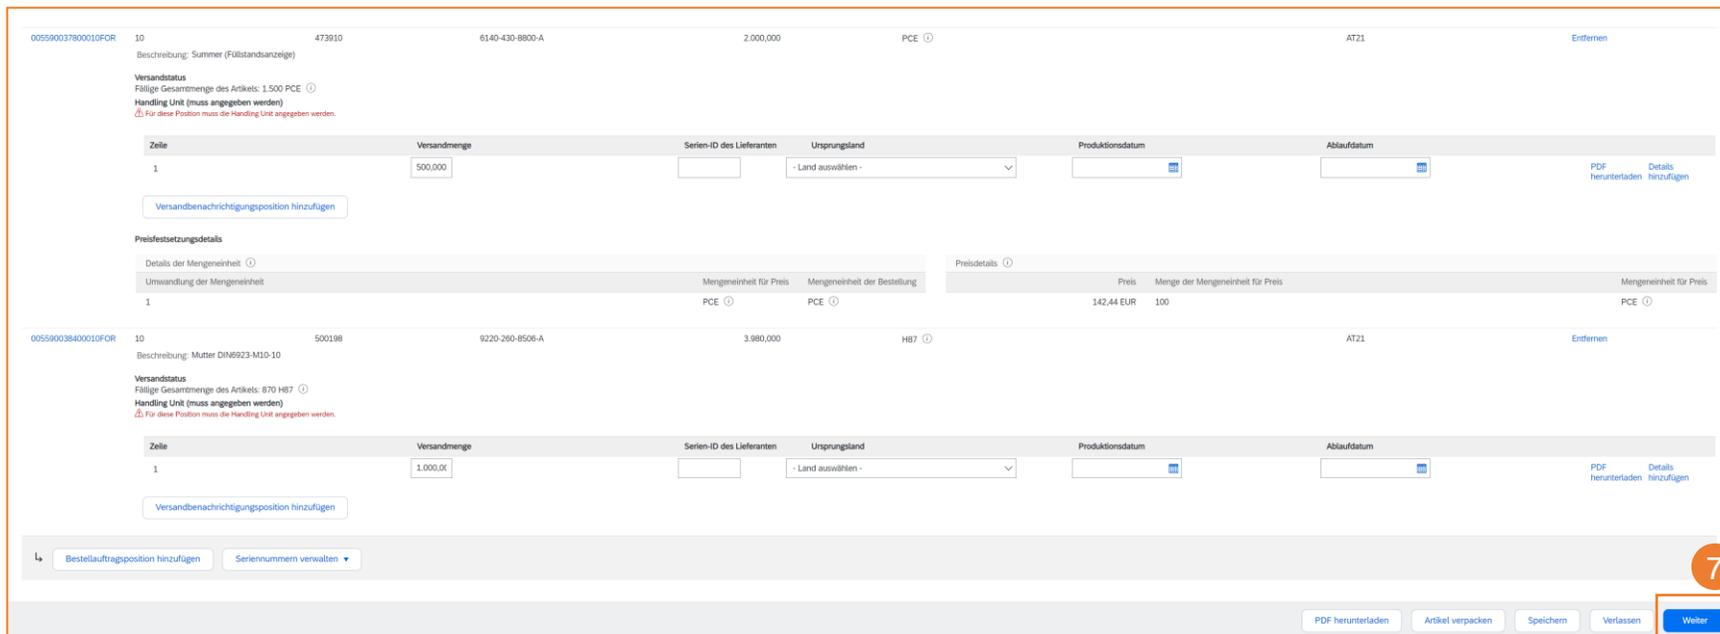 005590037800010FOR 10 473910 6140-430-8800-A 2.000,000 PCE AT21 Entfernen
Beschreibung: Summer (Füllstandsanzeige)
Versandstatus
Fällige Gesamtmenge des Artikels: 1.500 PCE
Handling Unit (muss angegeben werden)
Für diese Position muss die Handling Unit angegeben werden.
Zeile Versandmenge Serien-ID des Lieferanten Ursprungsland Produktionsdatum Ablaufdatum
1 500,000 - Land auswählen - PDF herunterladen Details hinzufügen
Versandbenachrichtigungsposition hinzufügen
Preisfestsetzungsdetails
Details der Mengeneinheit Preisdetails
Umwandlung der Mengeneinheit Mengeneinheit für Preis Mengeneinheit der Bestellung Preis Menge der Mengeneinheit für Preis Mengeneinheit für Preis
1 PCE PCE 142,44 EUR 100 PCE
005590038400010FOR 10 500198 9220-260-8506-A 3.980,000 H87 AT21 Entfernen
Beschreibung: Mutter DIN6923-M10-10
Versandstatus
Fällige Gesamtmenge des Artikels: 870 H87
Handling Unit (muss angegeben werden)
Für diese Position muss die Handling Unit angegeben werden.
Zeile Versandmenge Serien-ID des Lieferanten Ursprungsland Produktionsdatum Ablaufdatum
1 1.000,0( - Land auswählen - PDF herunterladen Details hinzufügen
Versandbenachrichtigungsposition hinzufügen
Bestellauftragsposition hinzufügen Seriennummern verwalten
7
PDF herunterladen Artikel verpacken Speichern Verlassen Weiter